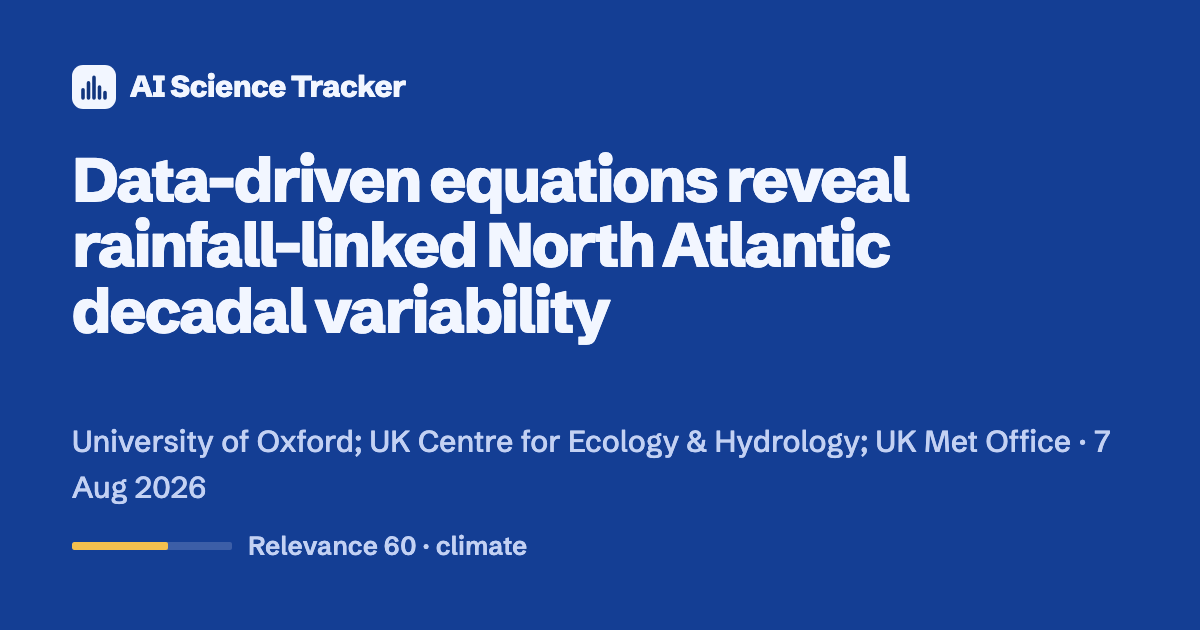 AI Science Tracker
Data-driven equations reveal
rainfall-linked North Atlantic
decadal variability
University of Oxford; UK Centre for Ecology & Hydrology; UK Met Office · 7
Aug 2026
Relevance 60 · climate